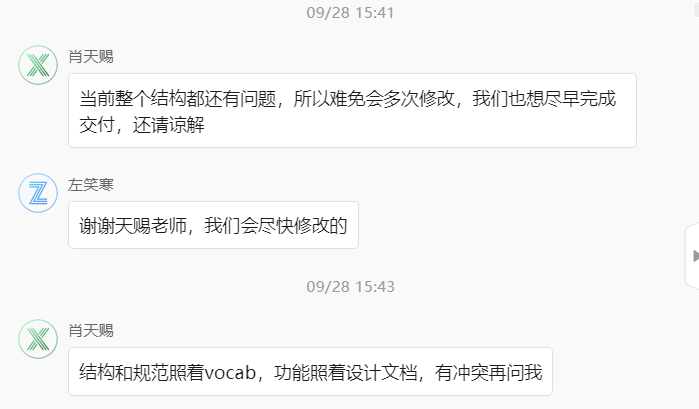 09/28 15:41
肖天赐
当前整个结构都还有问题，所以难免会多次修改，我们也想尽早完成
交付，还请谅解
左笑寒
谢谢天赐老师，我们会尽快修改的
09/28 15:43
肖天赐
结构和规范照着vocab，功能照着设计文档，有冲突再问我